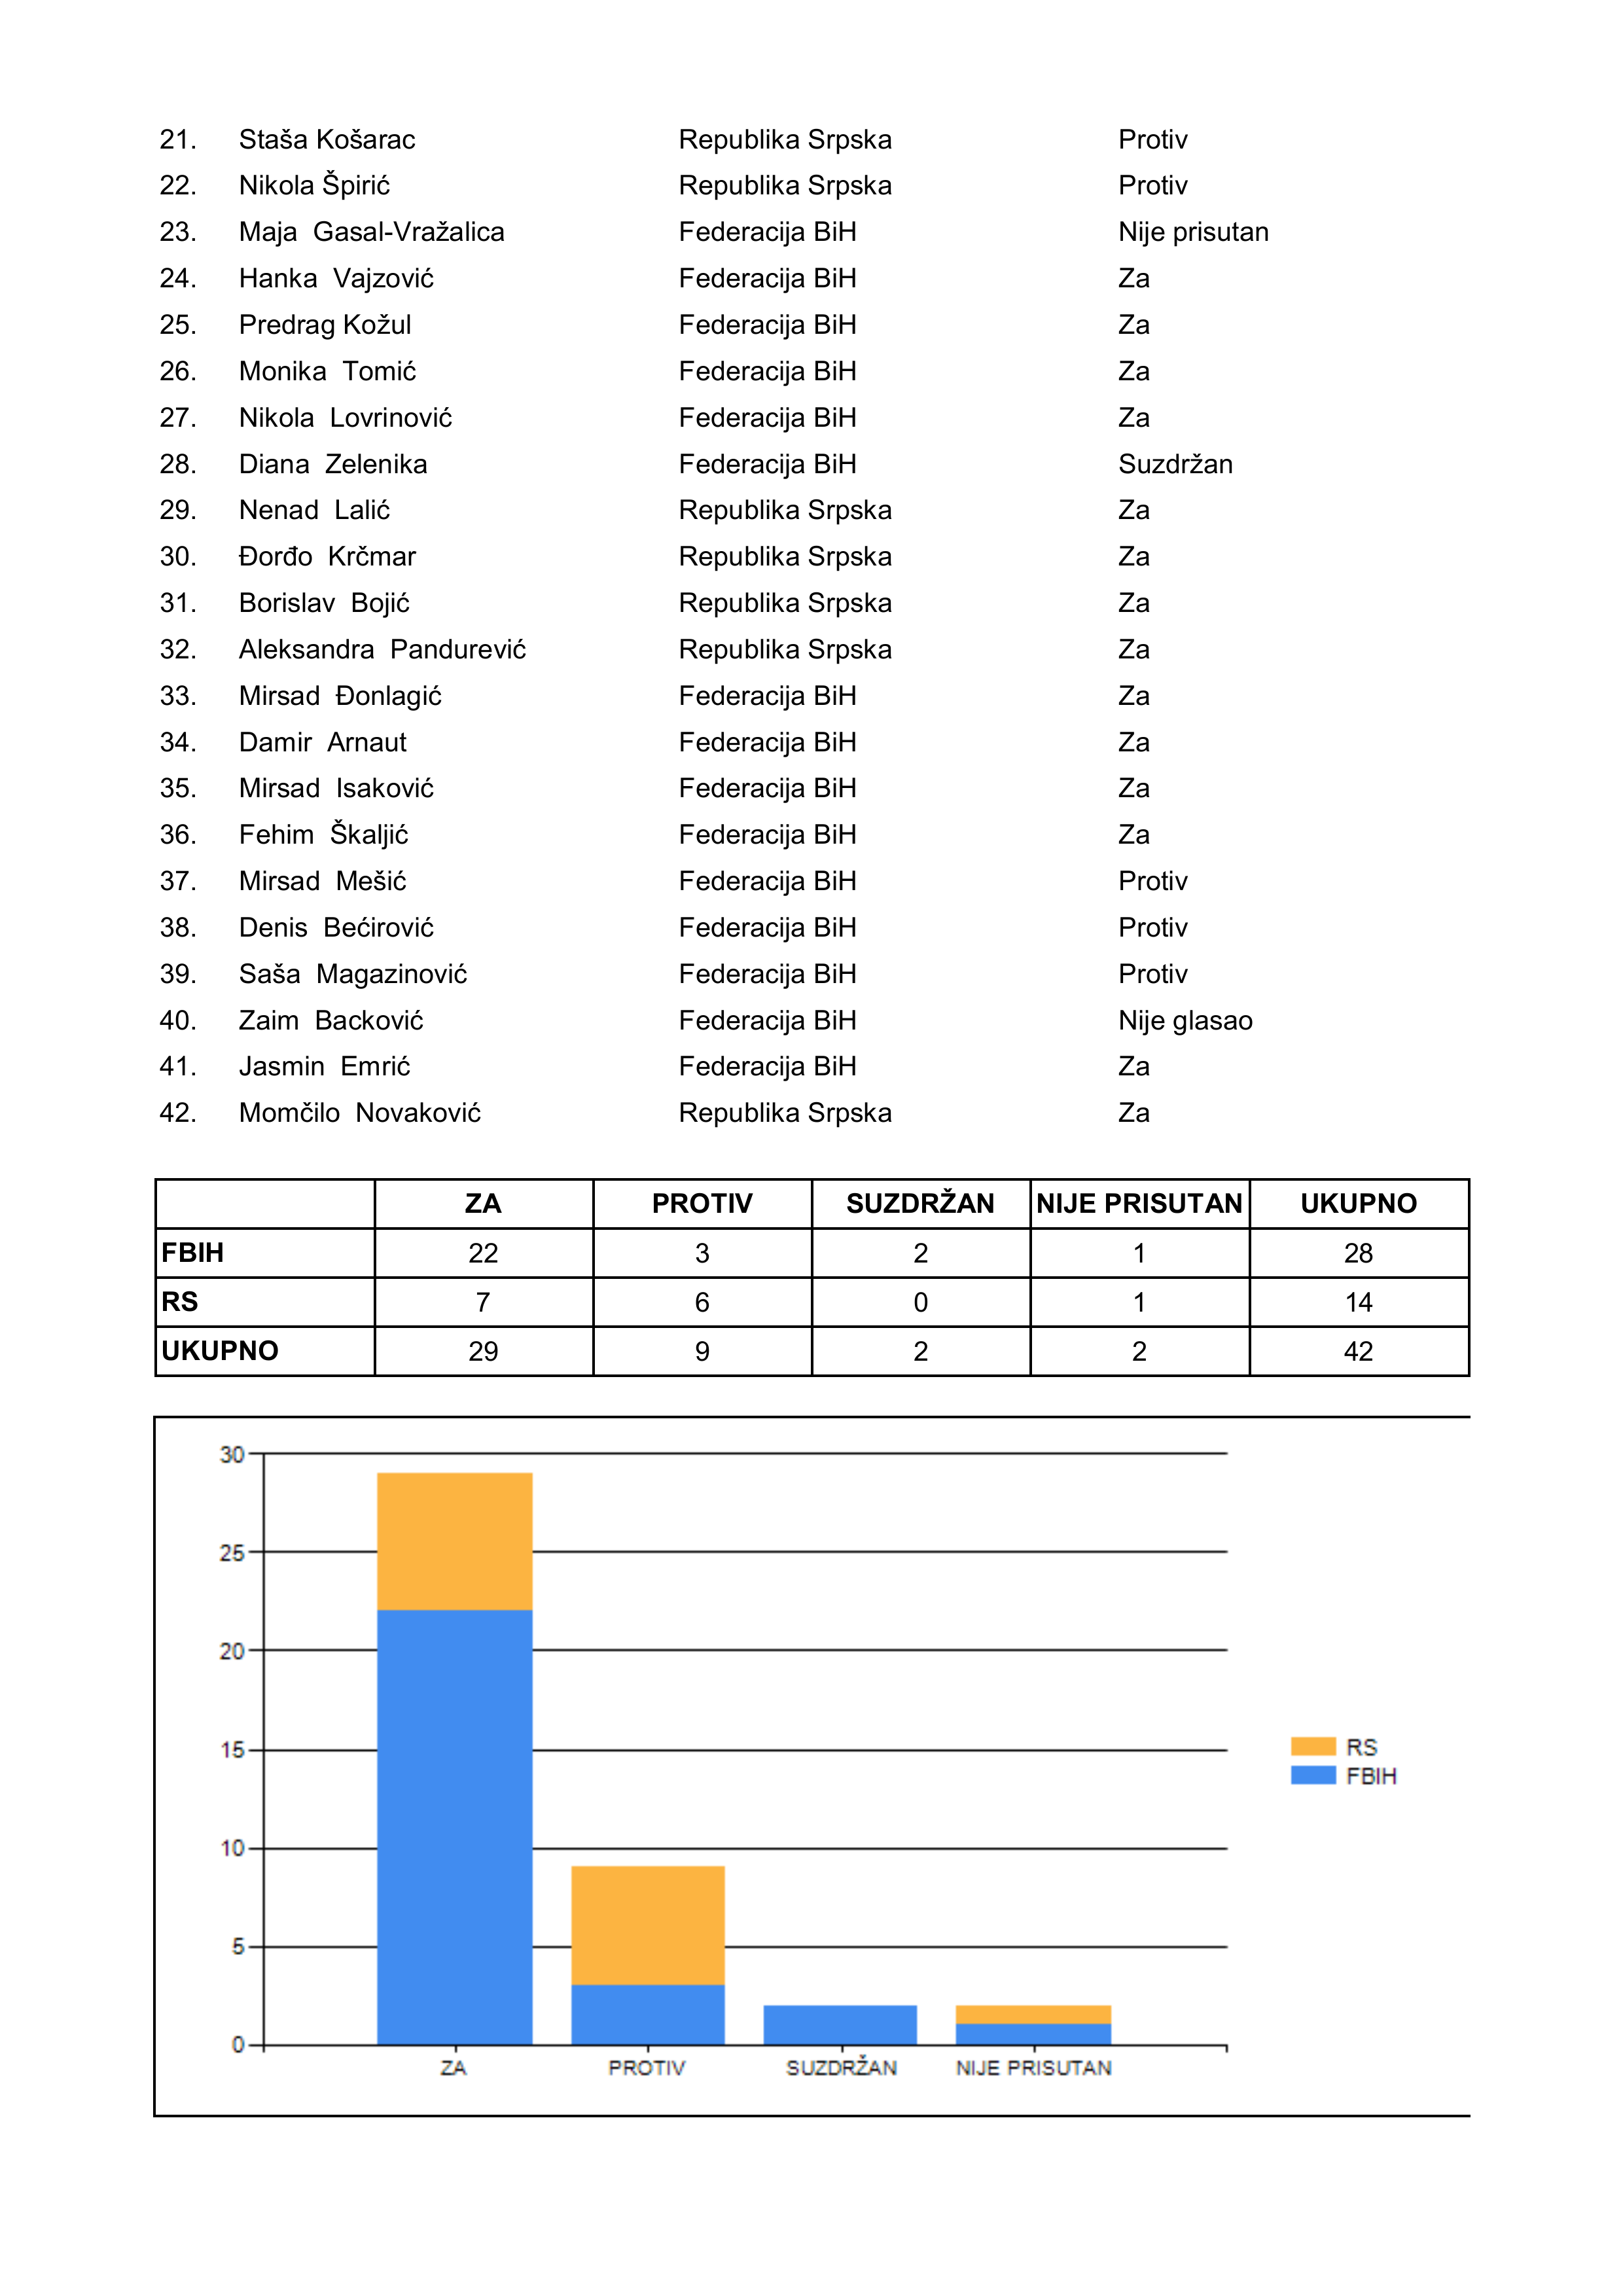 21. Staša Košarac Republika Srpska Protiv
22. Nikola Špirić Republika Srpska Protiv
23. Maja Gasal-Vražalica Federacija BiH Nije prisutan
24. Hanka Vajzović Federacija BiH Za
25. Predrag Kožul Federacija BiH Za
26. Monika Tomić Federacija BiH Za
27. Nikola Lovrinović Federacija BiH Za
28. Diana Zelenika Federacija BiH Suzdržan
29. Nenad Lalić Republika Srpska Za
30. Đorđo Krčmar Republika Srpska Za
31. Borislav Bojić Republika Srpska Za
32. Aleksandra Pandurević Republika Srpska Za
33. Mirsad Đonlagić Federacija BiH Za
34. Damir Arnaut Federacija BiH Za
35. Mirsad Isaković Federacija BiH Za
36. Fehim Škaljić Federacija BiH Za
37. Mirsad Mešić Federacija BiH Protiv
38. Denis Bećirović Federacija BiH Protiv
39. Saša Magazinović Federacija BiH Protiv
40. Zaim Backović Federacija BiH Nije glasao
41. Jasmin Emrić Federacija BiH Za
42. Momčilo Novaković Republika Srpska Za
ZA PROTIV SUZDRŽAN NIJE PRISUTAN UKUPNO
FBIH 22 3 2 1 28
RS 7 6 0 1 14
UKUPNO 29 9 2 2 42
30
25
20
15
10
5
0
ZA PROTIV SUZDRŽAN NIJE PRISUTAN
RS
FBIH